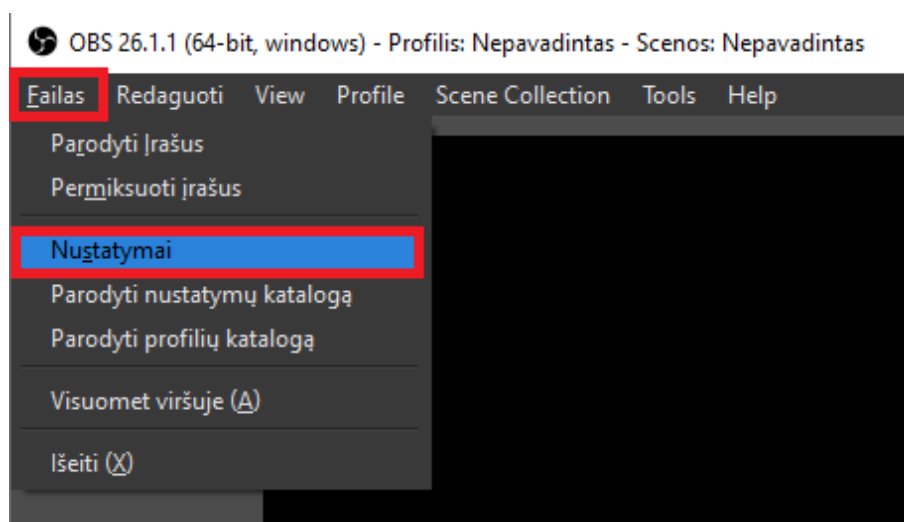 OBS 26.1.1 (64-bit, windows) - Profilis: Nepavadintas - Scenos: Nepavadintas
Failas Redaguoti View Profile Scene Collection Tools Help
Parodyti Įrašus
Permiksuoti įrašus
Nustatymai
Parodyti nustatymų katalogą
Parodyti profilių katalogą
Visuomet viršuje (A)
Išeiti (X)